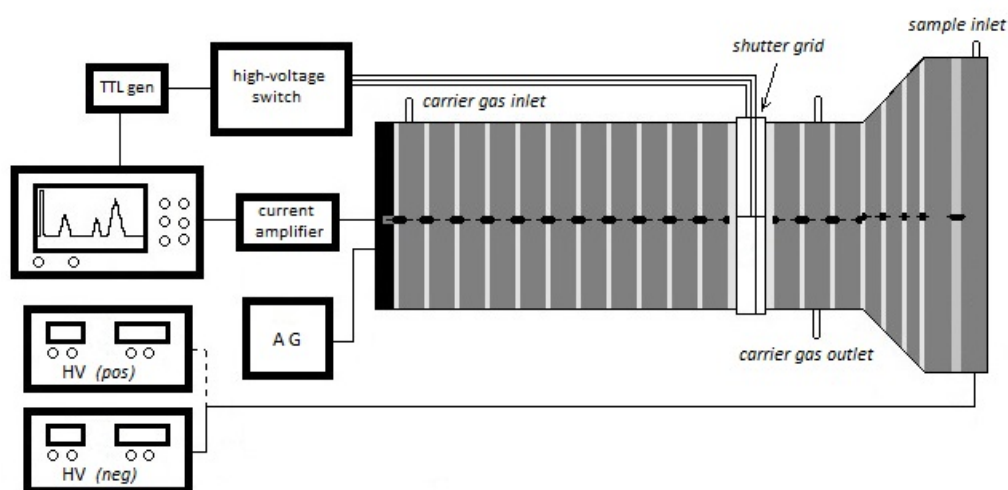 sample inlet
shutter grid
TTL gen
high-voltage
switch
carrier gas inlet
current
amplifier
A G
carrier gas outlet
HV (pos)
HV (neg)